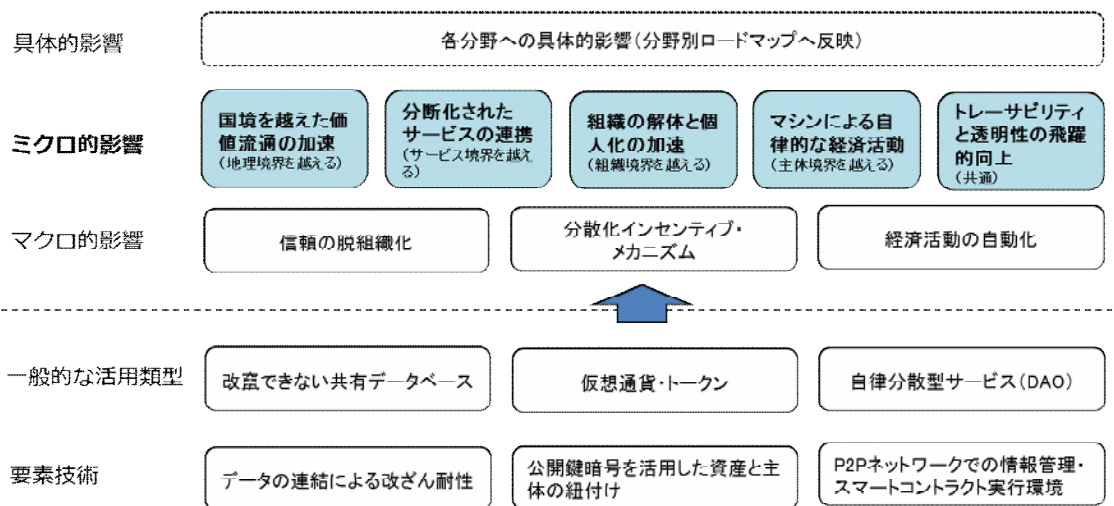 具体的影響
各分野への具体的影響(分野別ロードマップへ反映)
ミクロ的影響
国境を越えた価
値流通の加速
(地理境界を越える)
分断化された
サービスの連携
(サービス境界を越え
る)
組織の解体と個
人化の加速
(組織境界を越える)
マシンによる自
律的な経済活動
(主体境界を越える)
トレーサビリティ
と透明性の飛躍
的向上
(共通)
マクロ的影響
信頼の脱組織化
分散化インセンティブ・
メカニズム
経済活動の自動化
一般的な活用類型
改竄できない共有データベース
仮想通貨・トークン
自律分散型サービス(DAO)
要素技術
データの連結による改ざん耐性
公開鍵暗号を活用した資産と主
体の紐付け
P2Pネットワークでの情報管理・
スマートコントラクト実行環境